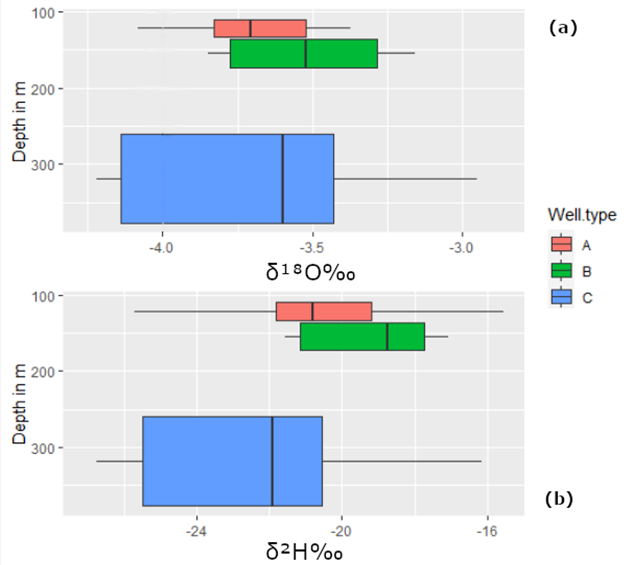 (a)
100
200
300
Depth in m
-4.0
-3.5
-3.0
δ¹⁸O‰
Well.type
A
B
C
100
200
300
Depth in m
-24
-20
-16
δ²H‰
(b)